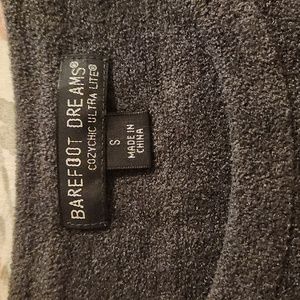 BAREFOOT DREAMS®
COZYCHIC ULTRA LITE®
S
MADE IN
CHINA